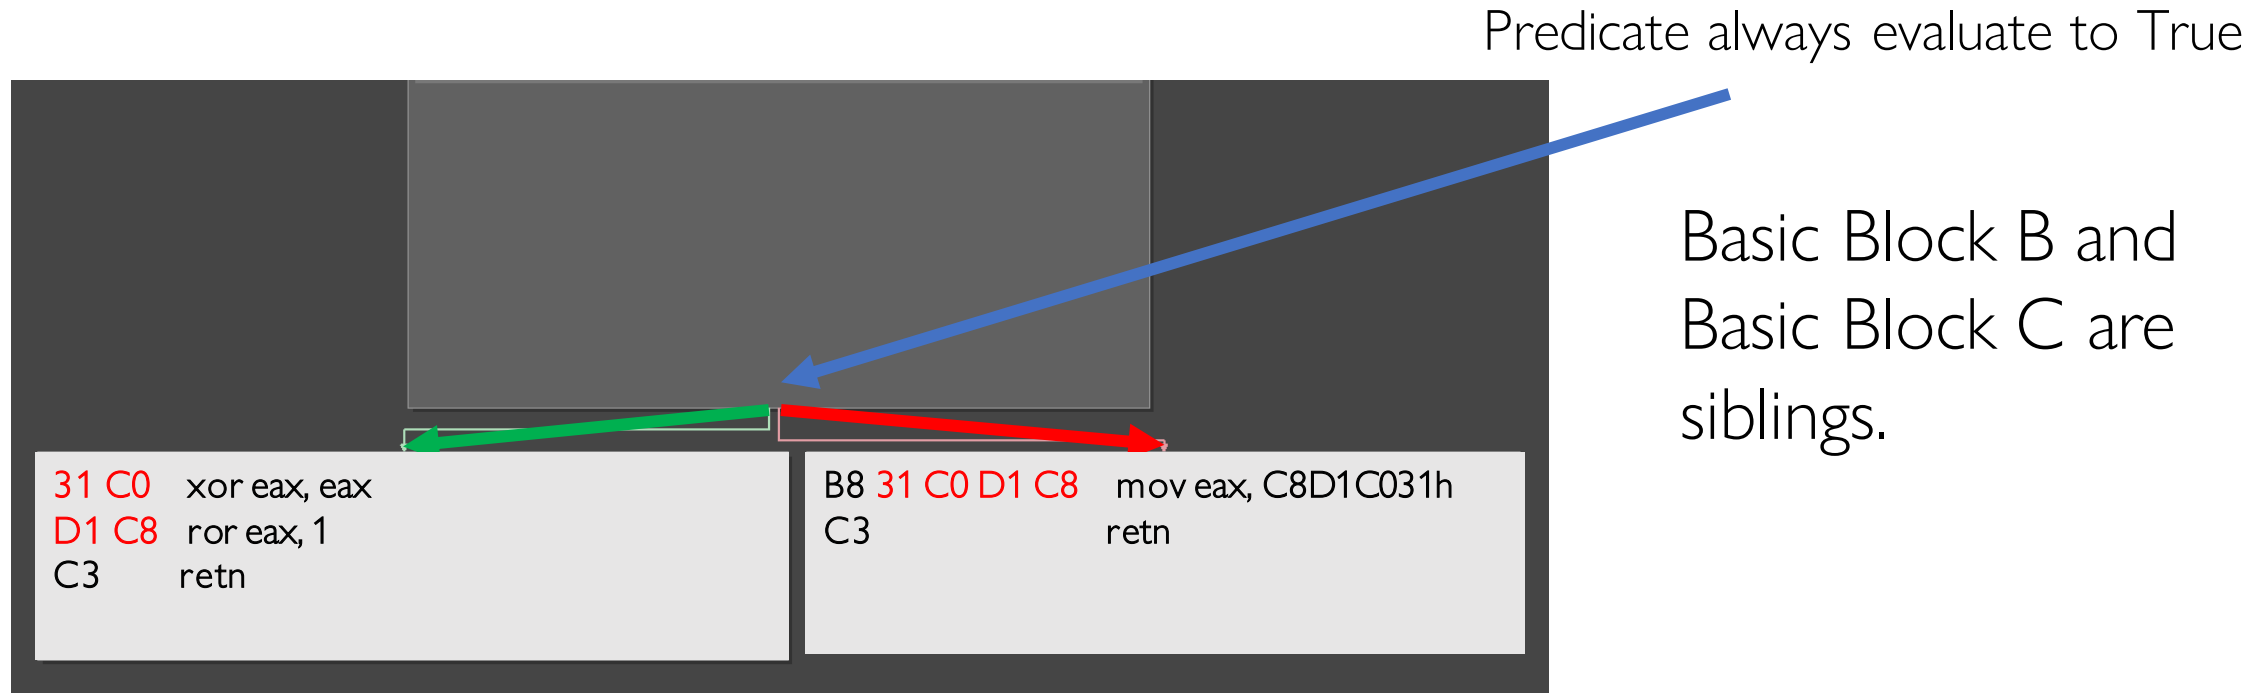 Predicate always evaluate to True
Basic Block B and
Basic Block C are
siblings.
31 C0 xor eax, eax
D1 C8 ror eax, 1
C3 retn
B8 31 C0 D1 C8 mov eax, C8D1C031h
C3 retn